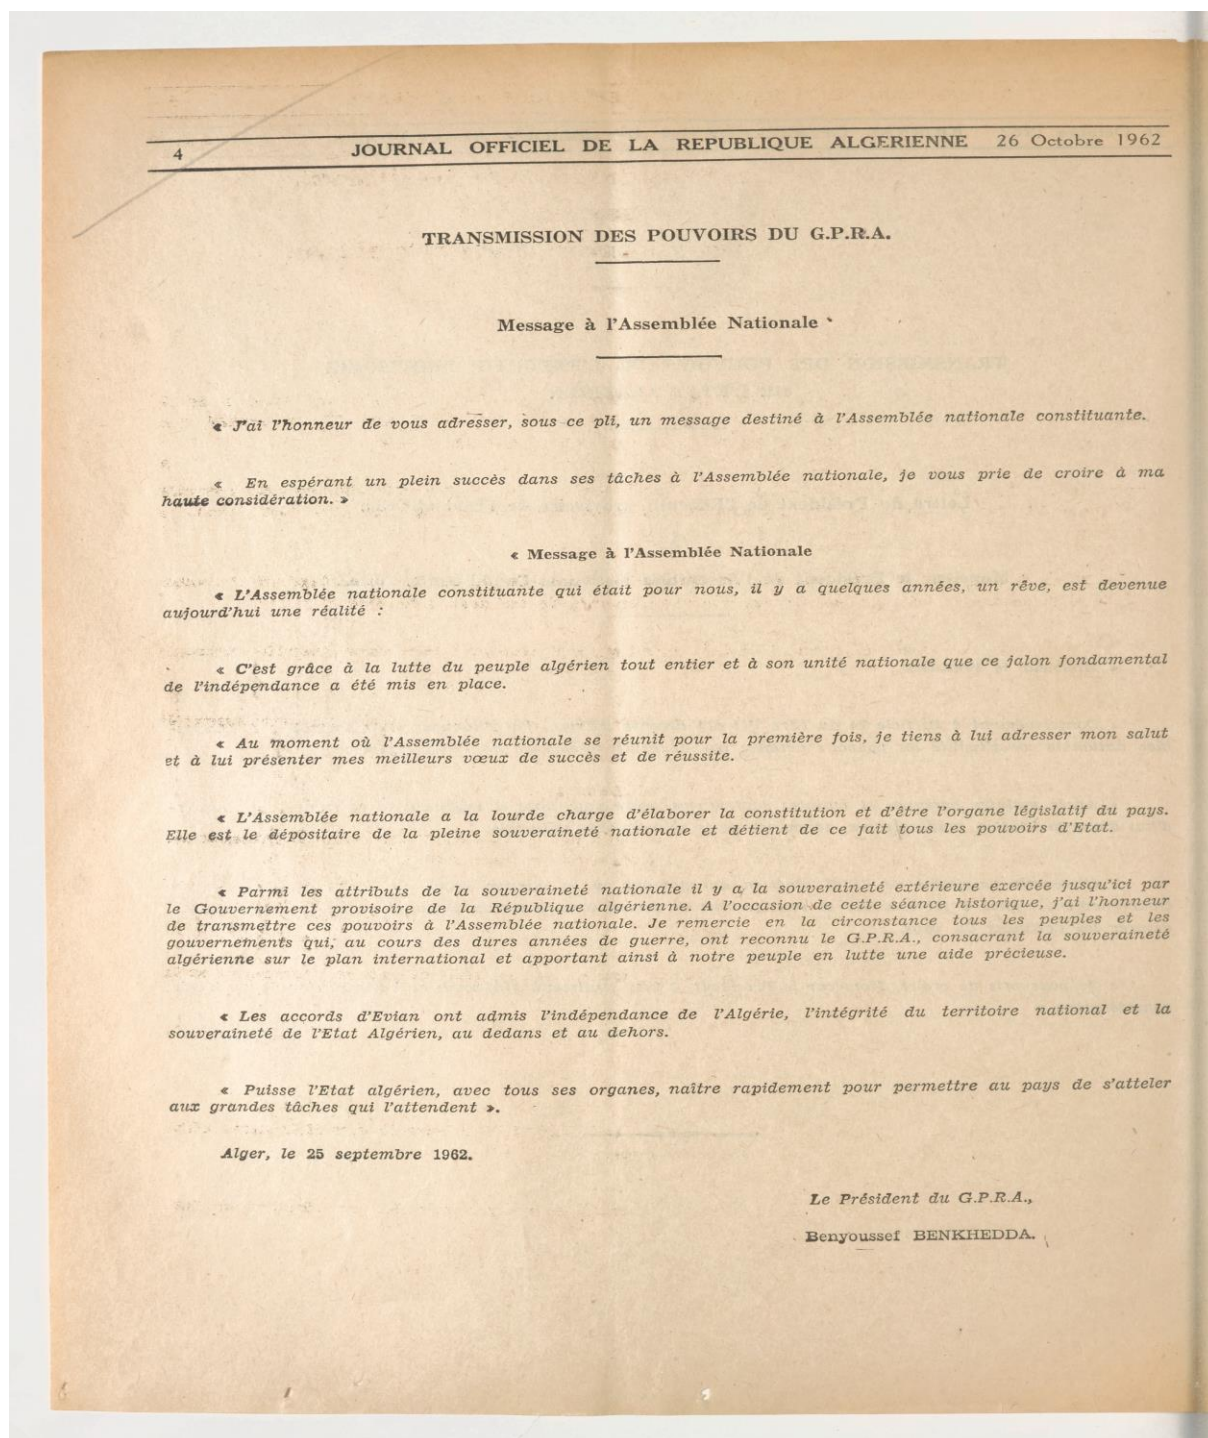 4 JOURNAL OFFICIEL DE LA REPUBLIQUE ALGERIENNE 26 Octobre 1962
TRANSMISSION DES POUVOIRS DU G.P.R.A.
Message à l'Assemblée Nationale
« J'ai l'honneur de vous adresser, sous ce pli, un message destiné à l'Assemblée nationale constituante.
« En espérant un plein succès dans ses tâches à l'Assemblée nationale, je vous prie de croire à ma
haute considération. »
« Message à l'Assemblée Nationale
« L'Assemblée nationale constituante qui était pour nous, il y a quelques années, un rêve, est devenue
aujourd'hui une réalité :
« C'est grâce à la lutte du peuple algérien tout entier et à son unité nationale que ce jalon fondamental
de l'indépendance a été mis en place.
« Au moment où l'Assemblée nationale se réunit pour la première fois, je tiens à lui adresser mon salut
et à lui présenter mes meilleurs vœux de succès et de réussite.
« L'Assemblée nationale a la lourde charge d'élaborer la constitution et d'être l'organe législatif du pays.
Elle est le dépositaire de la pleine souveraineté nationale et détient de ce fait tous les pouvoirs d'Etat.
« Parmi les attributs de la souveraineté nationale il y a la souveraineté extérieure exercée jusqu'ici par
le Gouvernement provisoire de la République algérienne. A l'occasion de cette séance historique, j'ai l'honneur
de transmettre ces pouvoirs à l'Assemblée nationale. Je remercie en la circonstance tous les peuples et les
gouvernements qui, au cours des dures années de guerre, ont reconnu le G.P.R.A., consacrant la souveraineté
algérienne sur le plan international et apportant ainsi à notre peuple en lutte une aide précieuse.
« Les accords d'Evian ont admis l'indépendance de l'Algérie, l'intégrité du territoire national et la
souveraineté de l'Etat Algérien, au dedans et au dehors.
« Puisse l'Etat algérien, avec tous ses organes, naître rapidement pour permettre au pays de s'atteler
aux grandes tâches qui l'attendent ».
Alger, le 25 septembre 1962.
Le Président du G.P.R.A.,
Benyoussef BENKHEDDA.